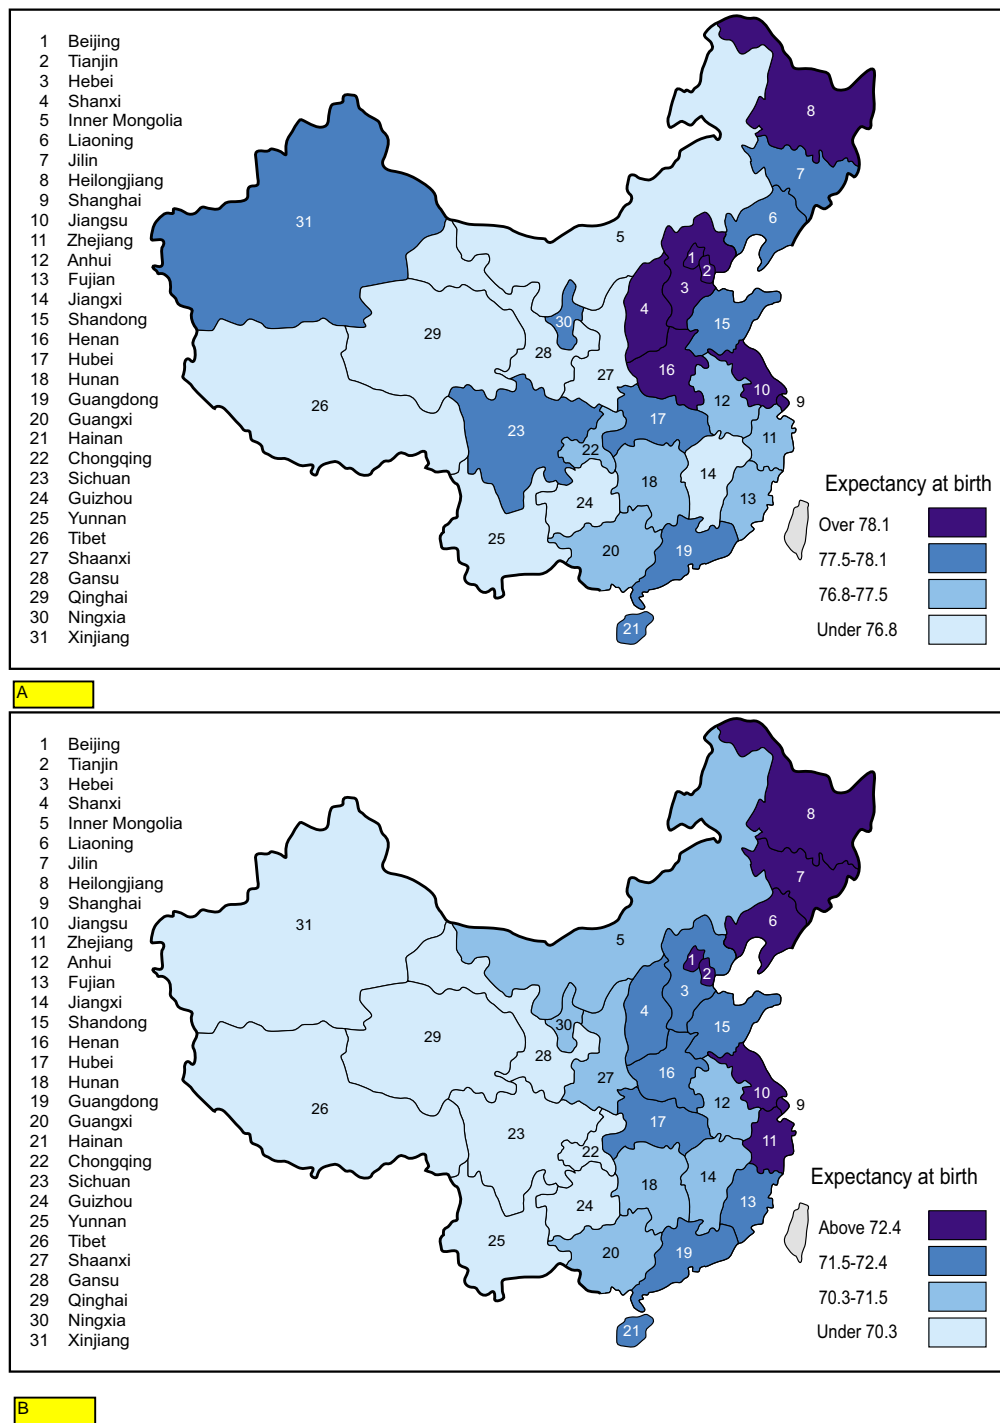 1 Beijing
2 Tianjin
3 Hebei
4 Shanxi
5 Inner Mongolia
6 Liaoning
7 Jilin
8 Heilongjiang
9 Shanghai
10 Jiangsu
11 Zhejiang
12 Anhui
13 Fujian
14 Jiangxi
15 Shandong
16 Henan
17 Hubei
18 Hunan
19 Guangdong
20 Guangxi
21 Hainan
22 Chongqing
23 Sichuan
24 Guizhou
25 Yunnan
26 Tibet
27 Shaanxi
28 Gansu
29 Qinghai
30 Ningxia
31 Xinjiang
8
7
6
31
5
1
2
3
4
30
15
29
28
16
27
10
12
9
26
17
23
11
22
14
18
13
24
25
20
19
21
Expectancy at birth
Over 78.1
77.5-78.1
76.8-77.5
Under 76.8
A
1 Beijing
2 Tianjin
3 Hebei
4 Shanxi
5 Inner Mongolia
6 Liaoning
7 Jilin
8 Heilongjiang
9 Shanghai
10 Jiangsu
11 Zhejiang
12 Anhui
13 Fujian
14 Jiangxi
15 Shandong
16 Henan
17 Hubei
18 Hunan
19 Guangdong
20 Guangxi
21 Hainan
22 Chongqing
23 Sichuan
24 Guizhou
25 Yunnan
26 Tibet
27 Shaanxi
28 Gansu
29 Qinghai
30 Ningxia
31 Xinjiang
8
7
6
31
5
1
2
3
4
30
15
29
28
16
27
10
12
9
26
17
23
11
22
14
18
13
24
25
20
19
21
Expectancy at birth
Above 72.4
71.5-72.4
70.3-71.5
Under 70.3
B